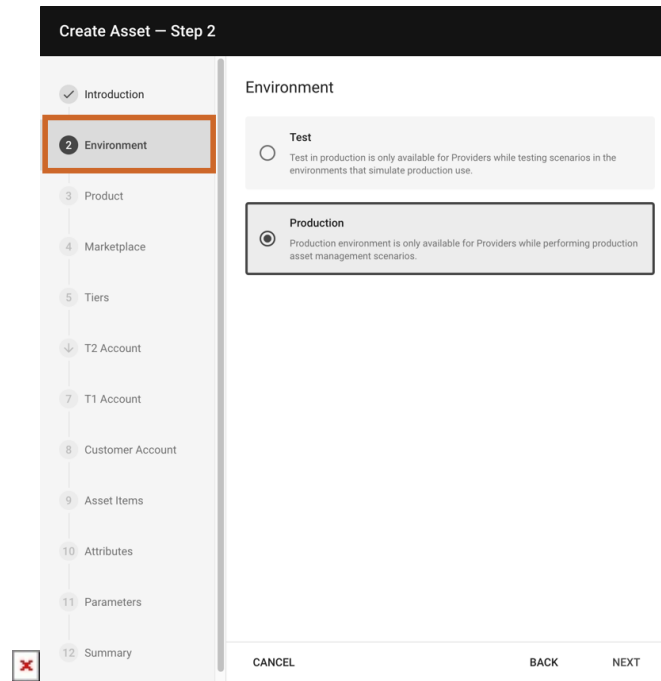 Create Asset — Step 2
Introduction
2 Environment
3 Product
4 Marketplace
5 Tiers
T2 Account
7 T1 Account
8 Customer Account
9 Asset Items
10 Attributes
11 Parameters
12 Summary
Environment
Test
Test in production is only available for Providers while testing scenarios in the
environments that simulate production use.
Production
Production environment is only available for Providers while performing production
asset management scenarios.
CANCEL
BACK
NEXT